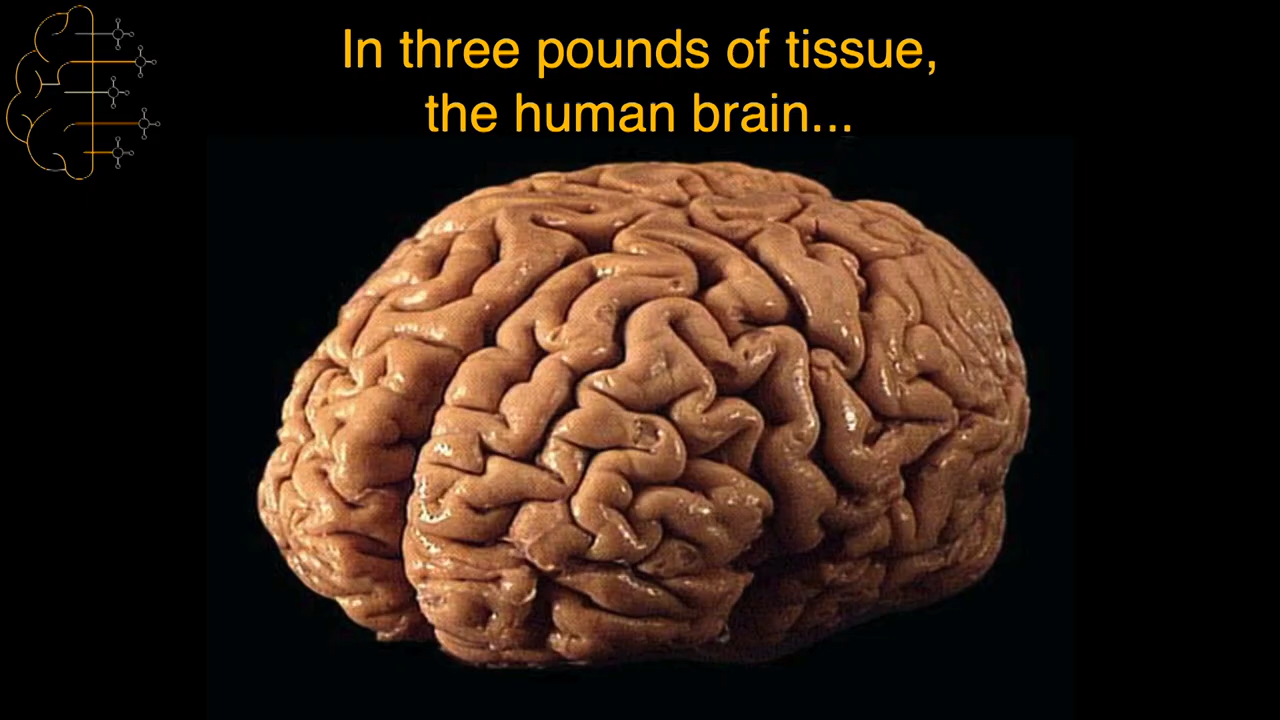 In three pounds of tissue,
the human brain...